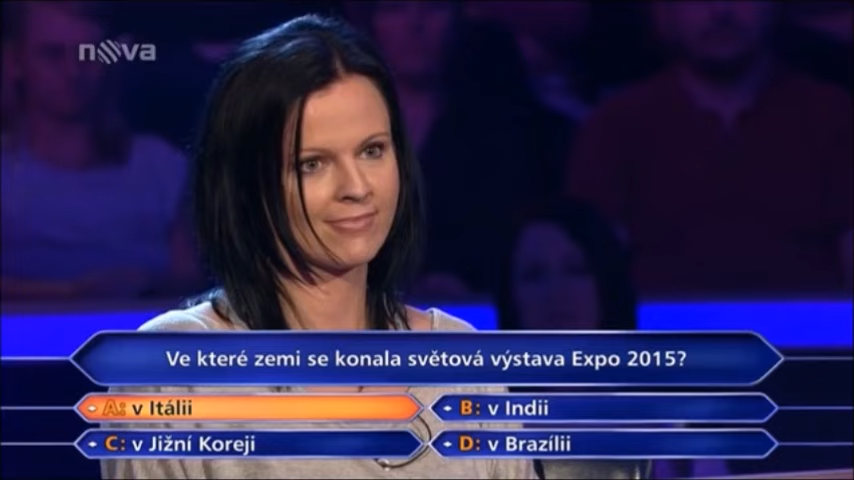 nova
Ve které zemi se konala světová výstava Expo 2015?
A: v Itálii
B: v Indii
C: v Jižní Koreji
D: v Brazílii